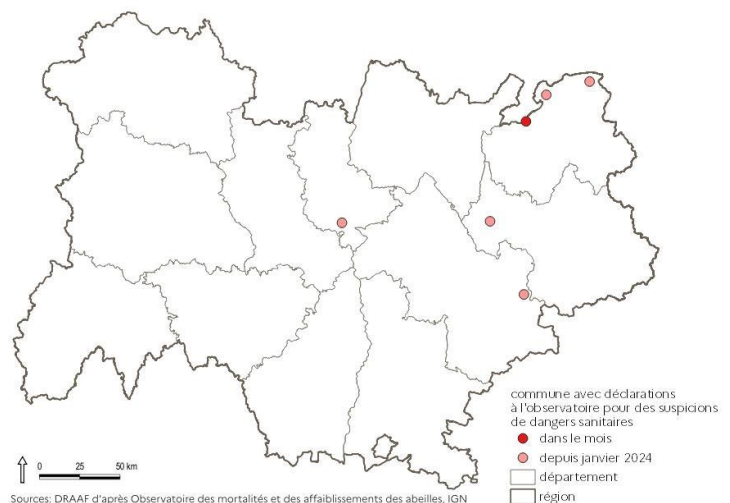 commune avec déclarations
à l'observatoire pour des suspicions
de dangers sanitaires
dans le mois
depuis janvier 2024
département
région
0 25 50 km
Sources: DRAAF d'après Observatoire des mortalités et des affaiblissements des abeilles, IGN